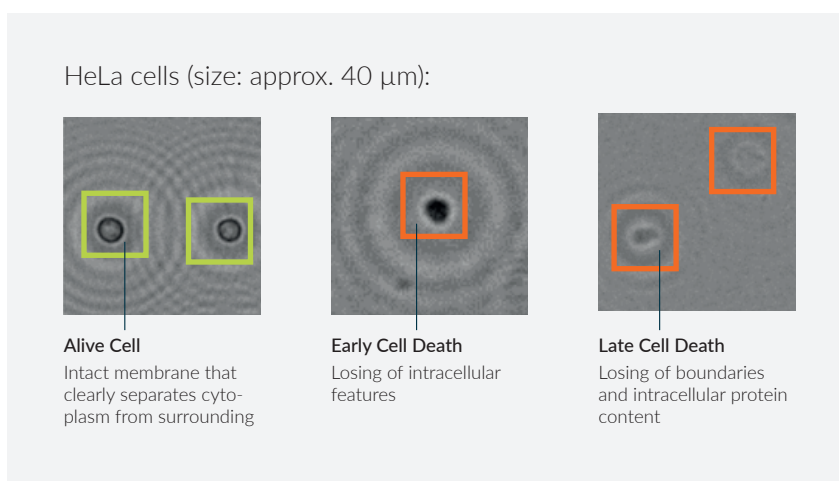 HeLa cells (size: approx. 40 μm):
Alive Cell
Intact membrane that
clearly separates cyto-
plasm from surrounding
Early Cell Death
Losing of intracellular
features
Late Cell Death
Losing of boundaries
and intracellular protein
content